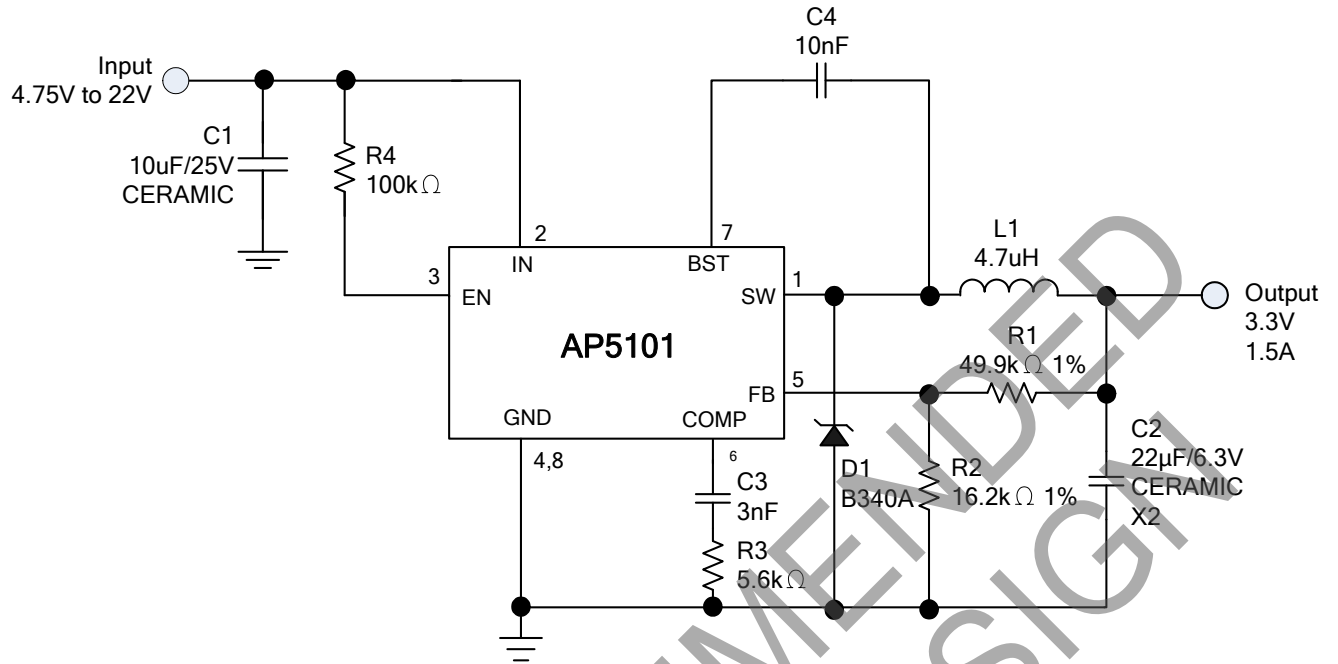 C4
10nF
Input
4.75V to 22V
C1
10uF/25V
CERAMIC
R4
100kΩ
2
7
IN
BST
3
EN
1
SW
L1
4.7uH
Output
3.3V
1.5A
AP5101
R1
49.9kΩ 1%
5
FB
GND
COMP
4,8
6
C3
3nF
R3
5.6kΩ
D1
B340A
R2
16.2kΩ 1%
C2
22µF/6.3V
CERAMIC
X2
MMENDED
SIGN